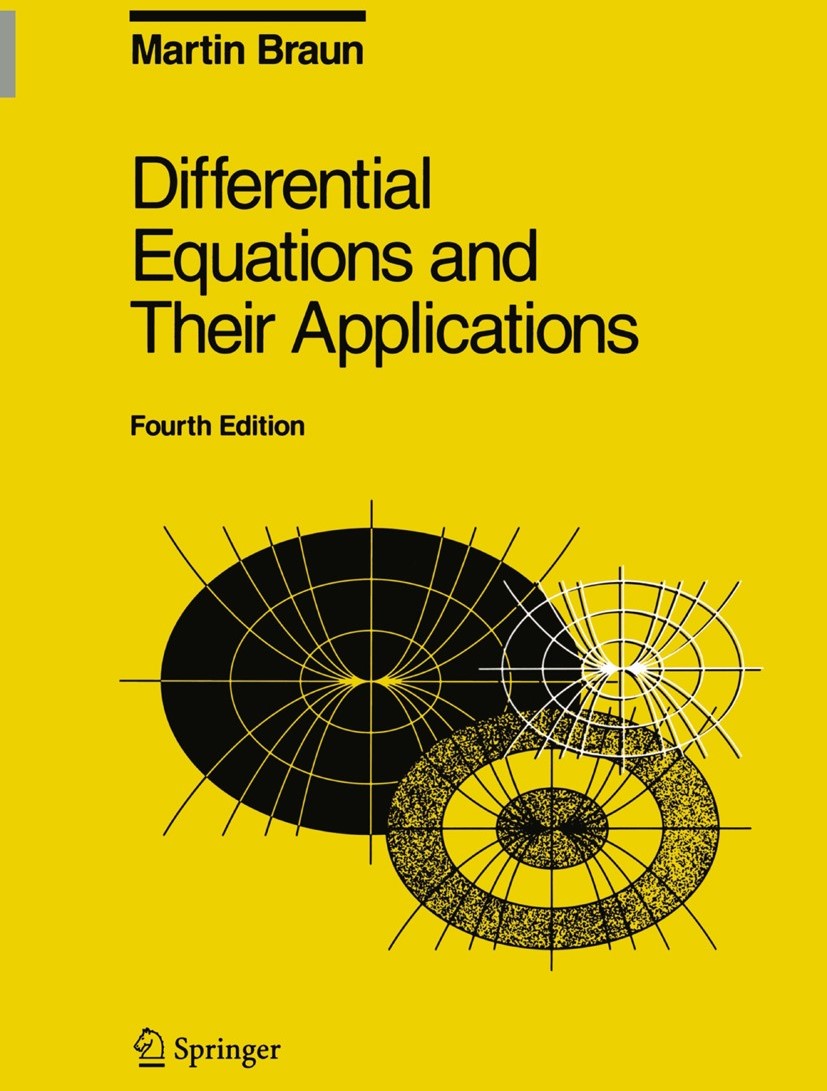 Martin Braun
Differential
Equations and
Their Applications
Fourth Edition
Springer